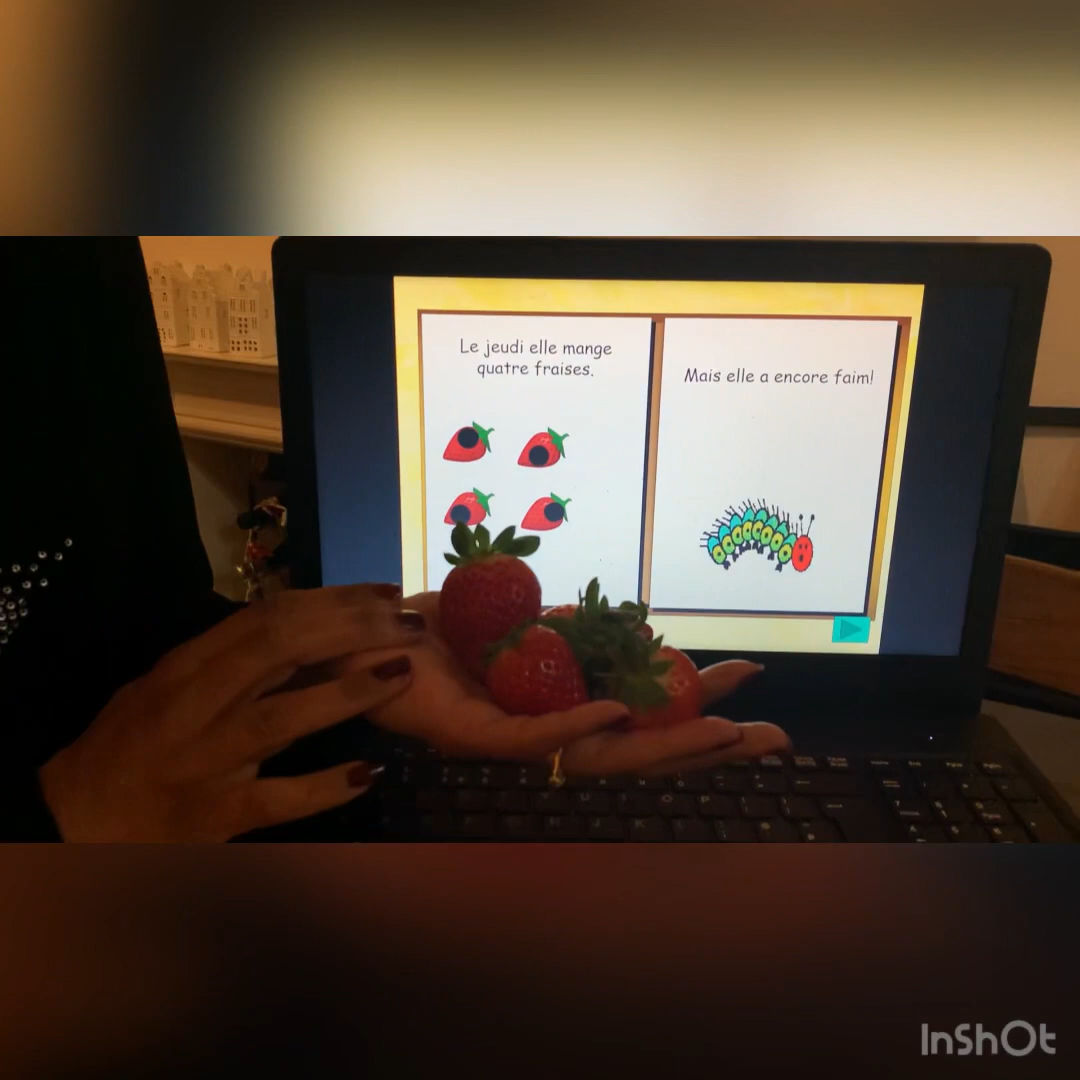 Le jeudi elle mange
quatre fraises.
Mais elle a encore faim!
InShOt